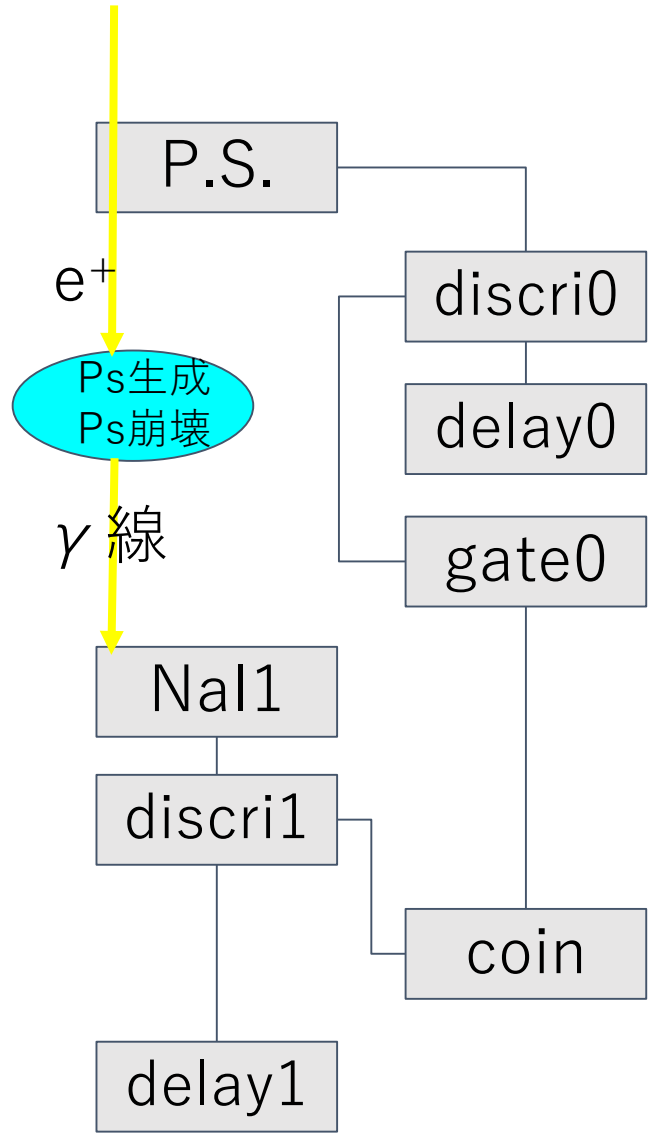 P.S.
e⁺
discri0
Ps生成
Ps崩壊
delay0
γ線
gate0
NaI1
discri1
coin
delay1